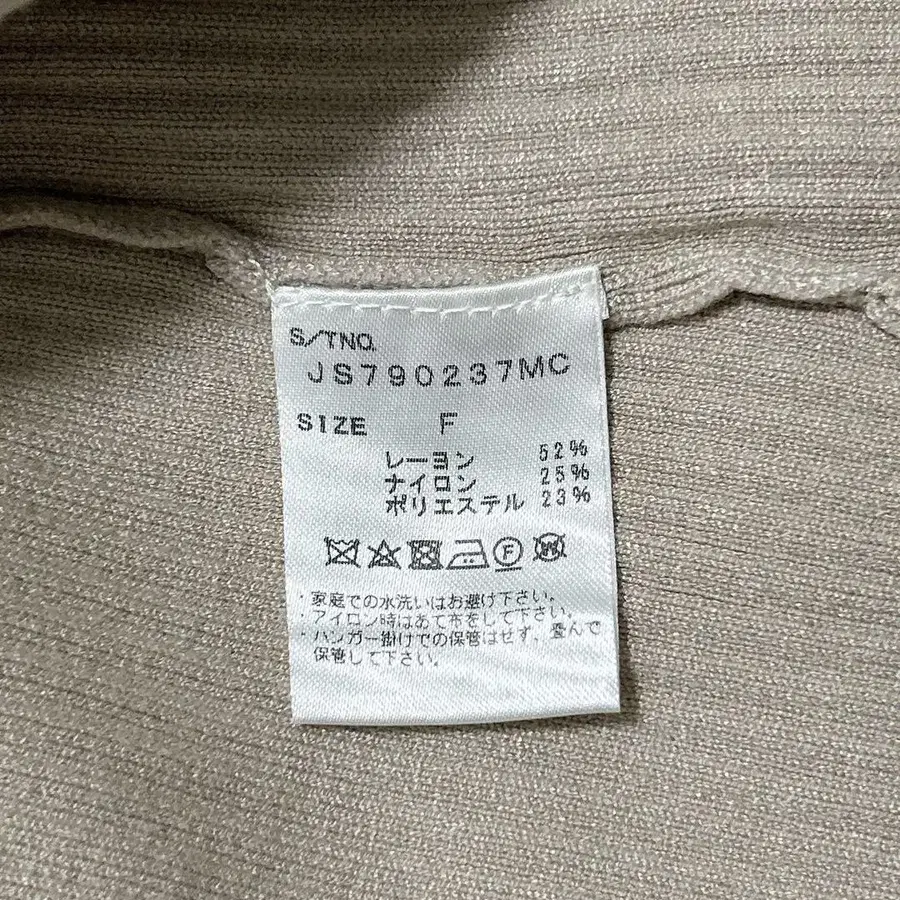 S/TNO.
JS790237MC
SIZE F
レーヨン 52%
ナイロン 25%
ポリエステル 23%
F W
・家庭での水洗いはお避け下さい。
・アイロン時はあて布をして下さい。
・ハンガー掛けでの保管はせず、畳んで
保管して下さい。